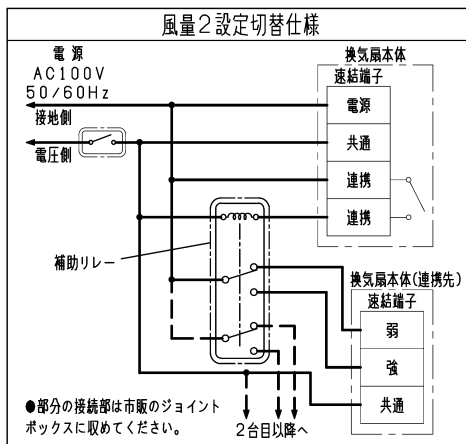 風量2設定切替仕様
電源
AC100V
50/60Hz
接地側
電圧側
換気扇本体
速結端子
電源
共通
連携
連携
補助リレー
換気扇本体(連携先)
速結端子
弱
強
共通
●部分の接続部は市販のジョイント
ボックスに収めてください。
2台目以降へ